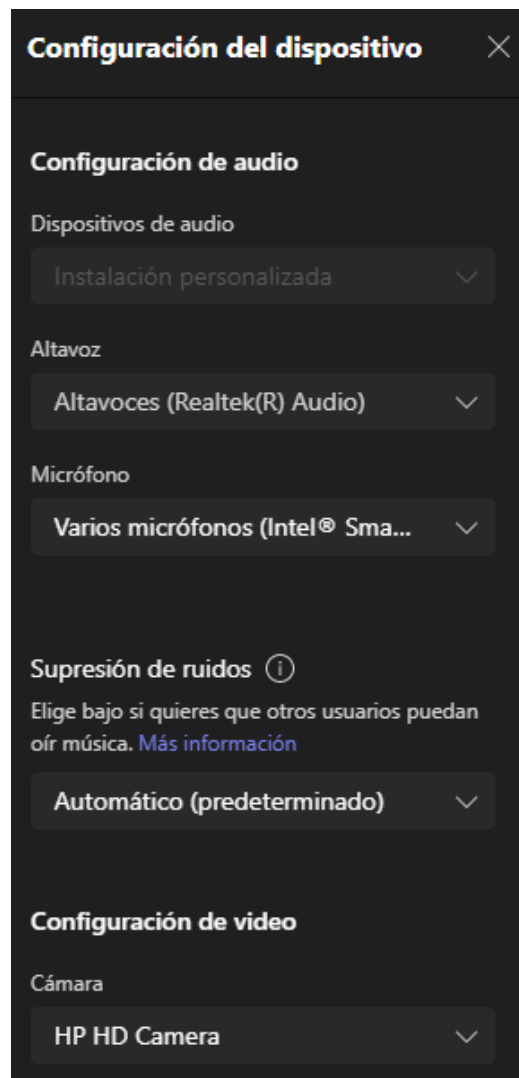 Configuración del dispositivo
Configuración de audio
Dispositivos de audio
Instalación personalizada
Altavoz
Altavoces (Realtek(R) Audio)
Micrófono
Varios micrófonos (Intel® Sma...
Supresión de ruidos
Elige bajo si quieres que otros usuarios puedan
oír música. Más información
Automático (predeterminado)
Configuración de video
Cámara
HP HD Camera